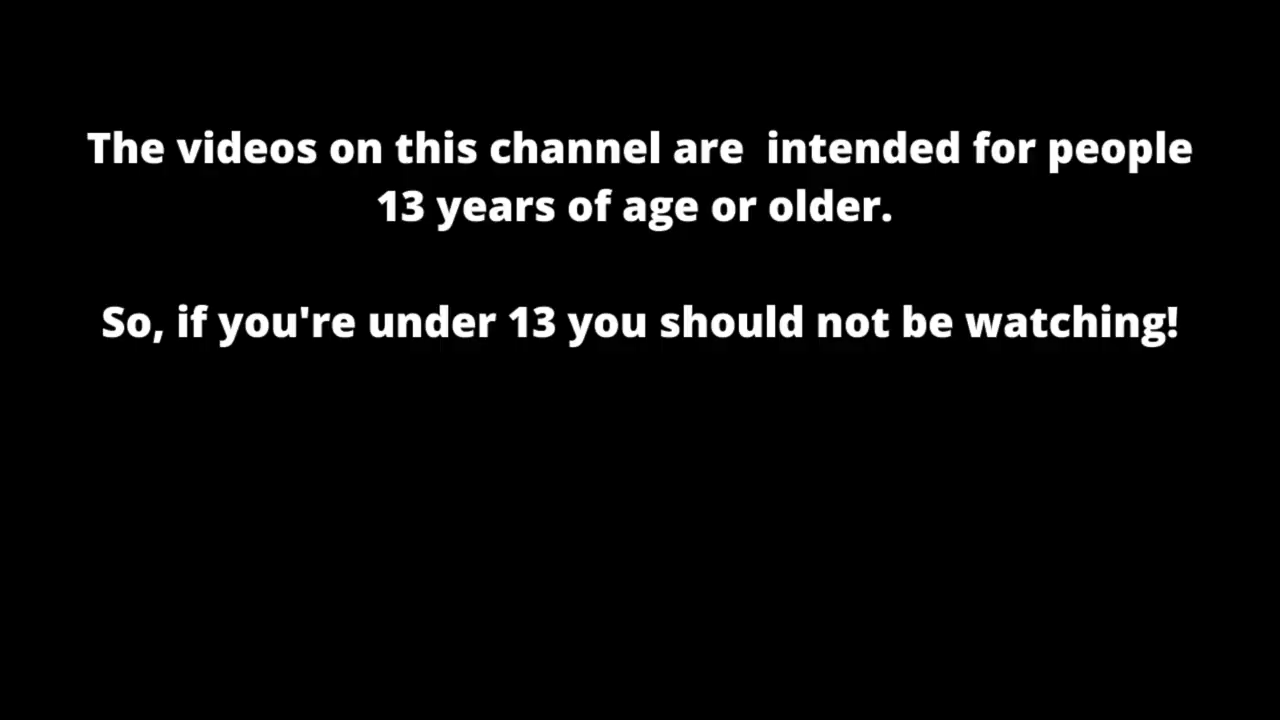 The videos on this channel are  intended for people
13 years of age or older.
So, if you're under 13 you should not be watching!